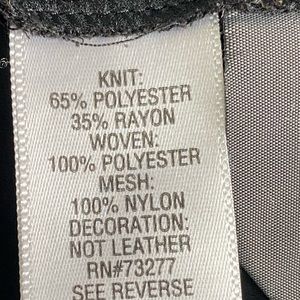 KNIT:
65% POLYESTER
35% RAYON
WOVEN:
100% POLYESTER
MESH:
100% NYLON
DECORATION:
NOT LEATHER
RN#73277
SEE REVERSE